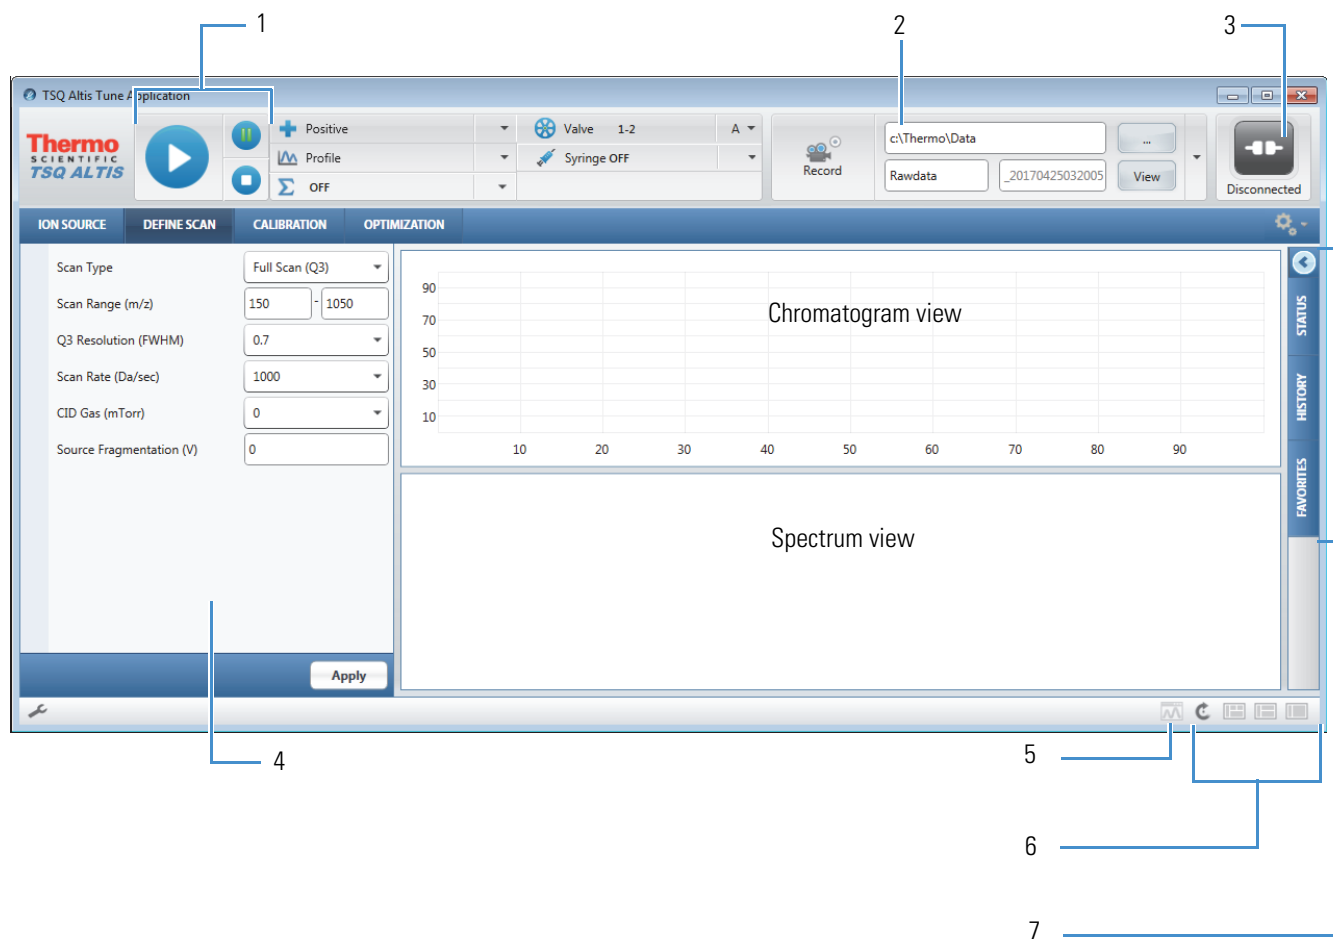 1
2
3
TSQ Altis Tune Application
Thermo
SCIENTIFIC
TSQ ALTIS
Positive
Profile
OFF
Valve 1-2 A
Syringe OFF
Record
c:\Thermo\Data
...
Rawdata
_20170425032005
View
Disconnected
ION SOURCE DEFINE SCAN CALIBRATION OPTIMIZATION
Scan Type Full Scan (Q3)
Scan Range (m/z) 150 - 1050
Q3 Resolution (FWHM) 0.7
Scan Rate (Da/sec) 1000
CID Gas (mTorr) 0
Source Fragmentation (V) 0
Apply
Chromatogram view
90
70
50
30
10
10 20 30 40 50 60 70 80 90
Spectrum view
STATUS
HISTORY
FAVORITES
4
5
6
7